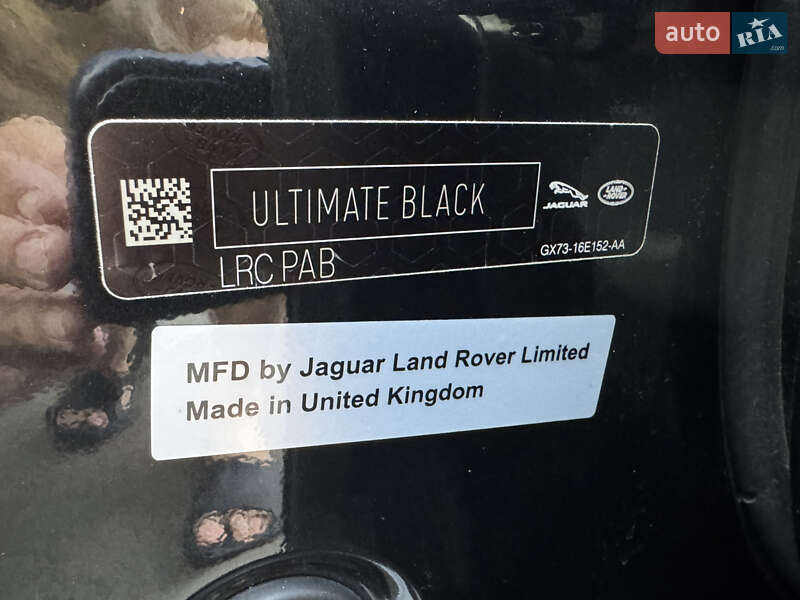 auto RIA.com
ULTIMATE BLACK
JAGUAR
LAND ROVER
LRC PAB
GX73-16E152-AA
MFD by Jaguar Land Rover Limited
Made in United Kingdom